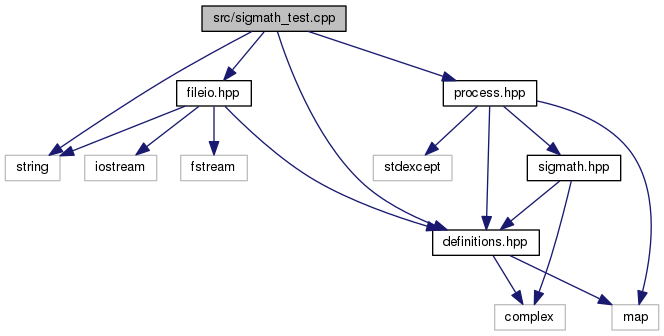 src/sigmath_test.cpp
fileio.hpp
process.hpp
string
iostream
fstream
stdexcept
sigmath.hpp
definitions.hpp
complex
map